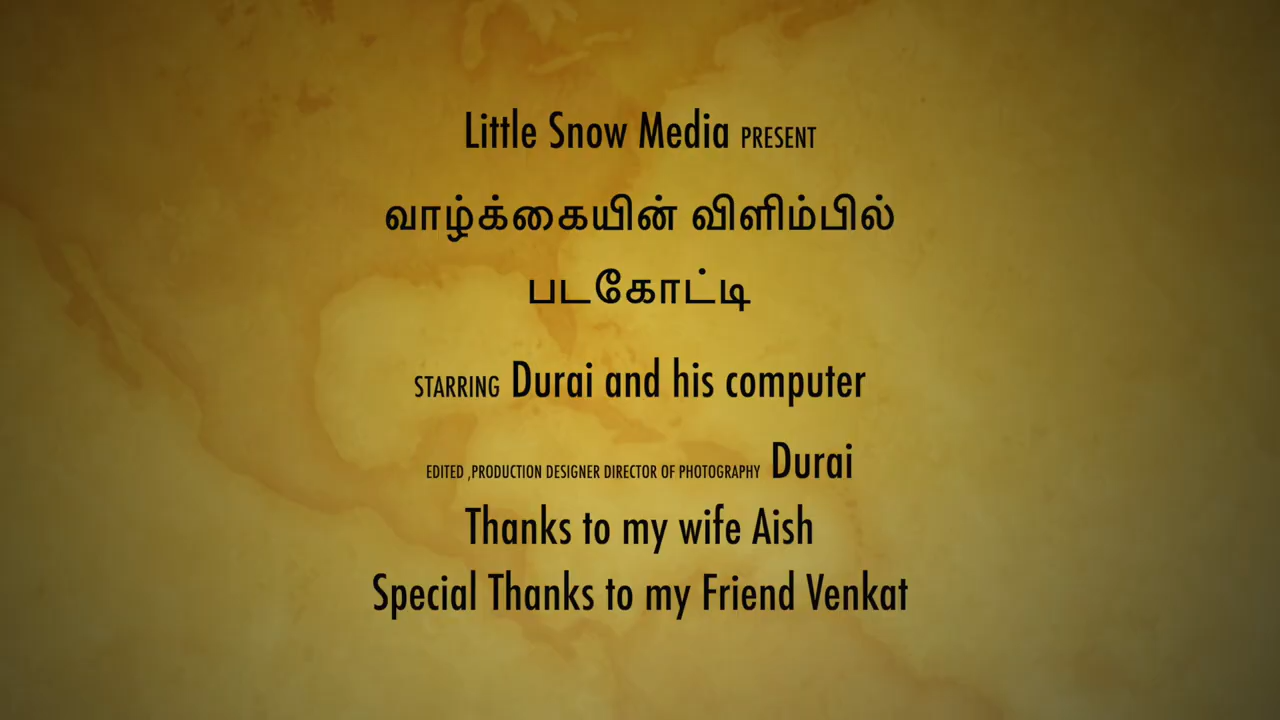 Little Snow Media PRESENT
வாழ்க்கையின் விளிம்பில்
படகோட்டி
STARRING Durai and his computer
EDITED ,PRODUCTION DESIGNER DIRECTOR OF PHOTOGRAPHY Durai
Thanks to my wife Aish
Special Thanks to my Friend Venkat